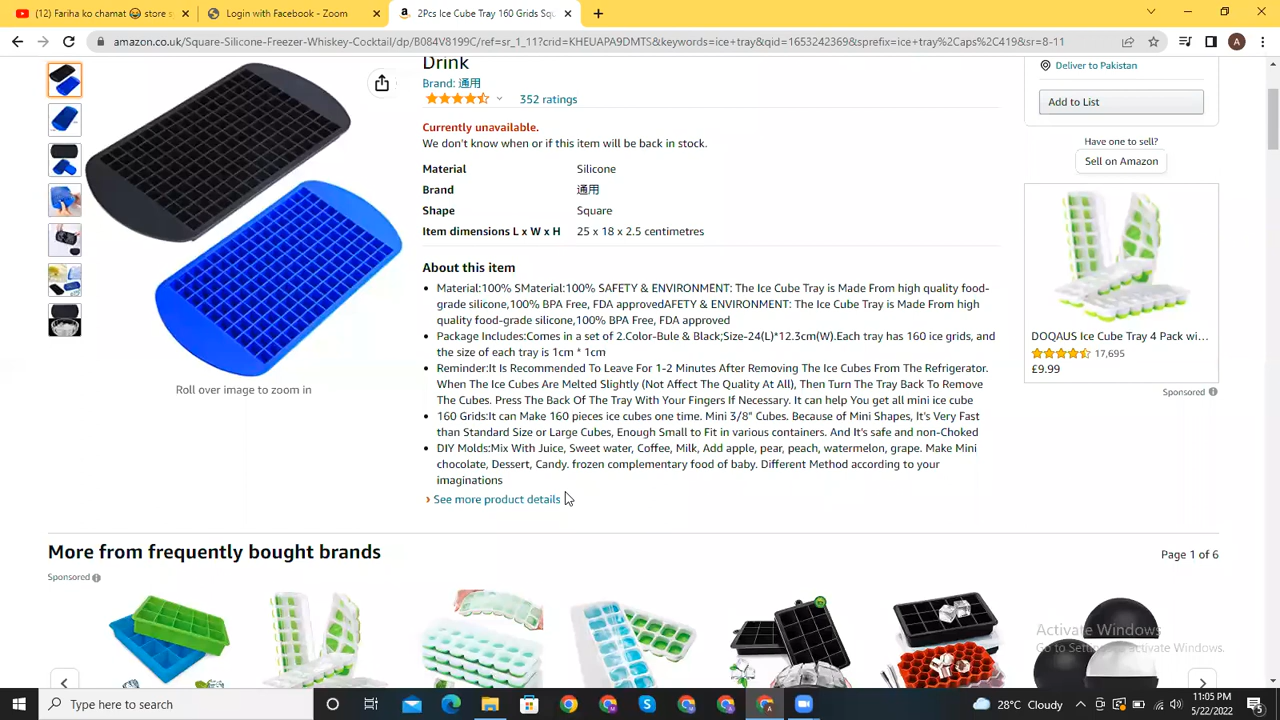 (12) Fariha ko chamat 😂 store s
Login with Facebook - Zoom
2Pcs Ice Cube Tray 160 Grids Squ
amazon.co.uk/Square-Silicone-Freezer-Whiskey-Cocktail/dp/B084V8199C/ref=sr_1_11?crid=KHEUAPA9DMTS&keywords=ice+tray&qid=1653242369&sprefix=ice+tray%2Caps%2C419&sr=8-11
Drink
Brand: 通用
352 ratings
Currently unavailable.
We don't know when or if this item will be back in stock.
Material Silicone
Brand 通用
Shape Square
Item dimensions L x W x H 25 x 18 x 2.5 centimetres
About this item
Material:100% SMaterial:100% SAFETY & ENVIRONMENT: The Ice Cube Tray is Made From high quality food-
grade silicone,100% BPA Free, FDA approvedAFETY & ENVIRONMENT: The Ice Cube Tray is Made From high
quality food-grade silicone,100% BPA Free, FDA approved
Package Includes:Comes in a set of 2.Color-Bule & Black;Size-24(L)*12.3cm(W).Each tray has 160 ice grids, and
the size of each tray is 1cm * 1cm
Reminder:It Is Recommended To Leave For 1-2 Minutes After Removing The Ice Cubes From The Refrigerator.
When The Ice Cubes Are Melted Slightly (Not Affect The Quality At All), Then Turn The Tray Back To Remove
The Cubes. Press The Back Of The Tray With Your Fingers If Necessary. It can help You get all mini ice cube
160 Grids:It can Make 160 pieces ice cubes one time. Mini 3/8" Cubes. Because of Mini Shapes, It's Very Fast
than Standard Size or Large Cubes, Enough Small to Fit in various containers. And It's safe and non-Choked
DIY Molds:Mix With Juice, Sweet water, Coffee, Milk, Add apple, pear, peach, watermelon, grape. Make Mini
chocolate, Dessert, Candy. frozen complementary food of baby. Different Method according to your
imaginations
› See more product details
Roll over image to zoom in
Deliver to Pakistan
Add to List
Have one to sell?
Sell on Amazon
DOQAUS Ice Cube Tray 4 Pack wi...
17,695
£9.99
Sponsored
More from frequently bought brands
Page 1 of 6
Sponsored
Activate Windows
Go to Settings to activate Windows.
Type here to search
28°C Cloudy
11:05 PM
5/22/2022
5